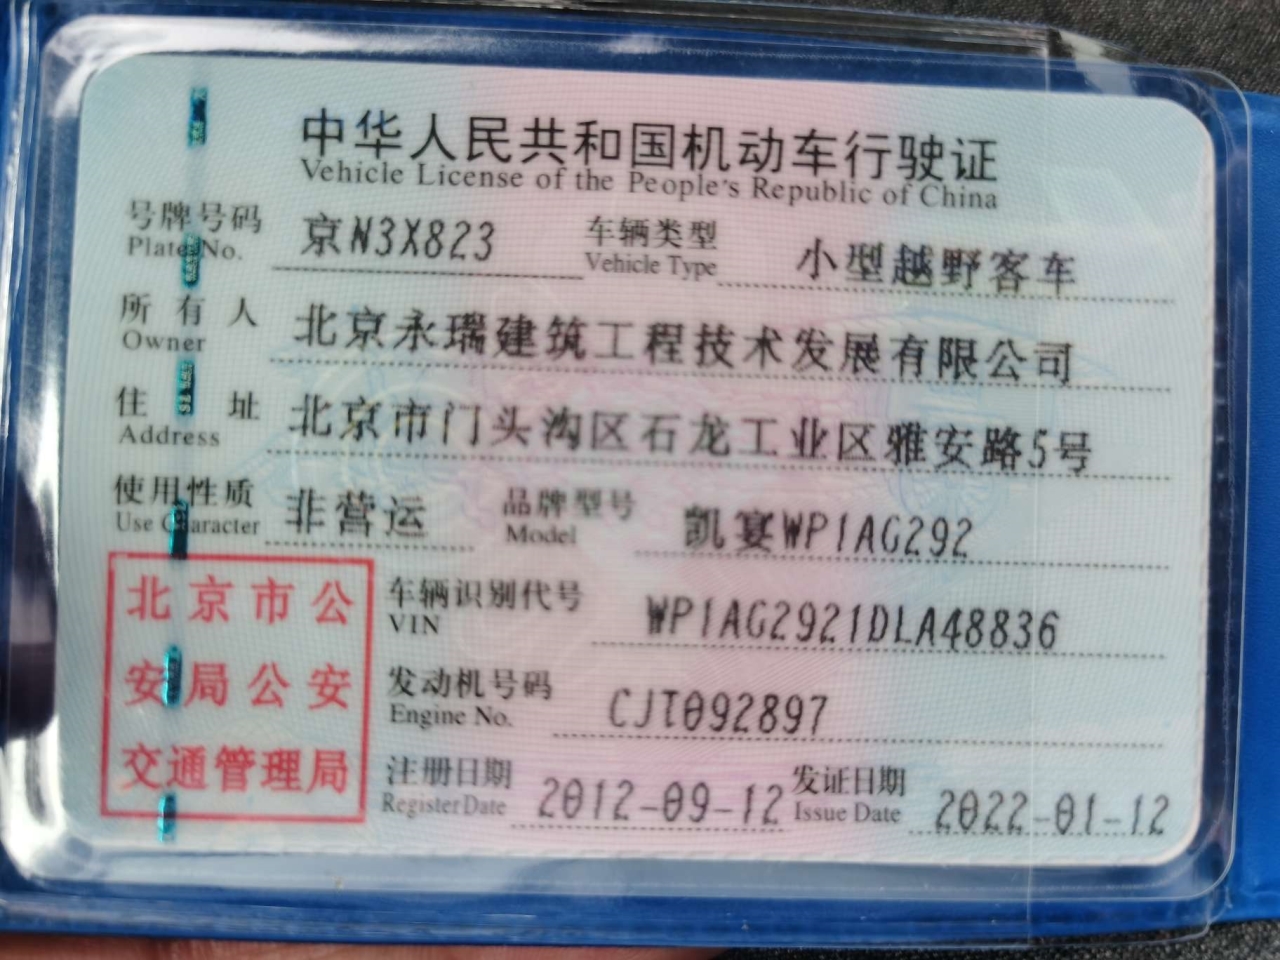 中华人民共和国机动车行驶证
Vehicle License of the People's Republic of China
号牌号码 京N3X823 车辆类型 小型越野客车
Plate No. Vehicle Type
所有人 北京永瑞建筑工程技术发展有限公司
Owner
住址 北京市门头沟区石龙工业区雅安路5号
Address
使用性质 非营运 品牌型号 凯宴WP1AG292
Use Character Model
车辆识别代号 WP1AG2921DLA48836
VIN
发动机号码 CJT092897
Engine No.
注册日期 2012-09-12 发证日期 2022-01-12
Register Date Issue Date
北京市公
安局公安
交通管理局